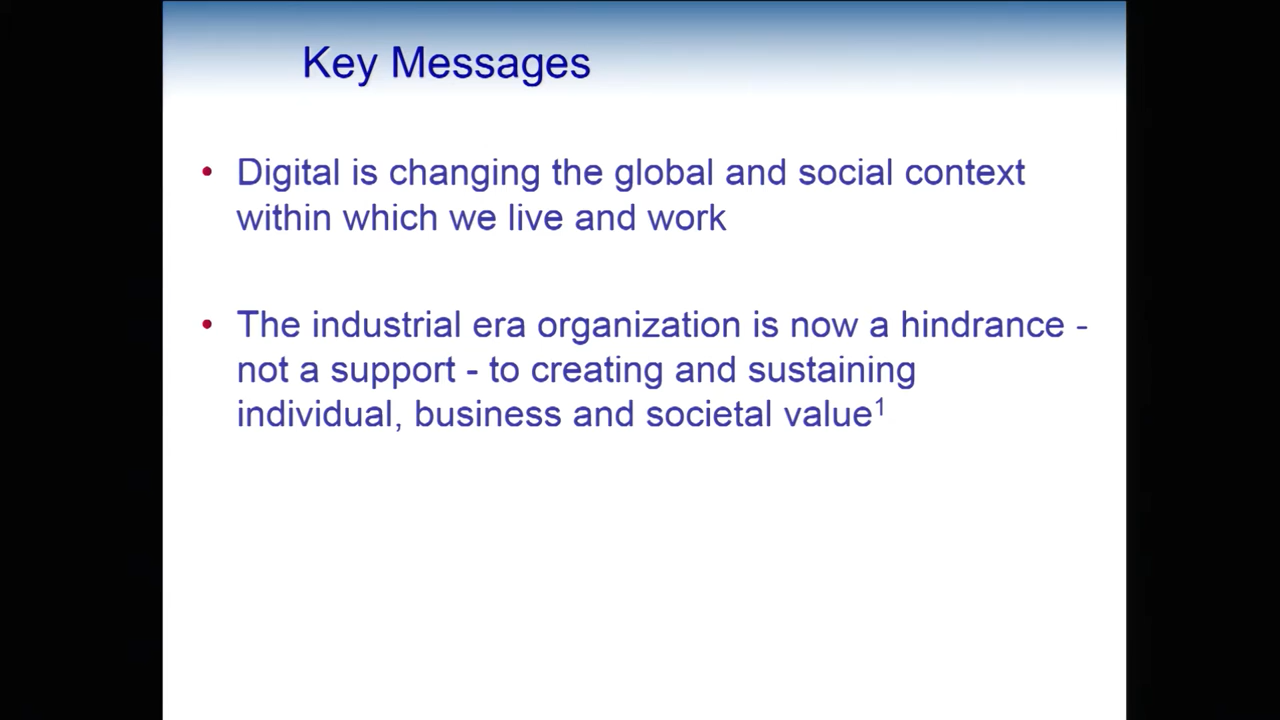 Key Messages
• Digital is changing the global and social context
within which we live and work
• The industrial era organization is now a hindrance -
not a support - to creating and sustaining
individual, business and societal value¹